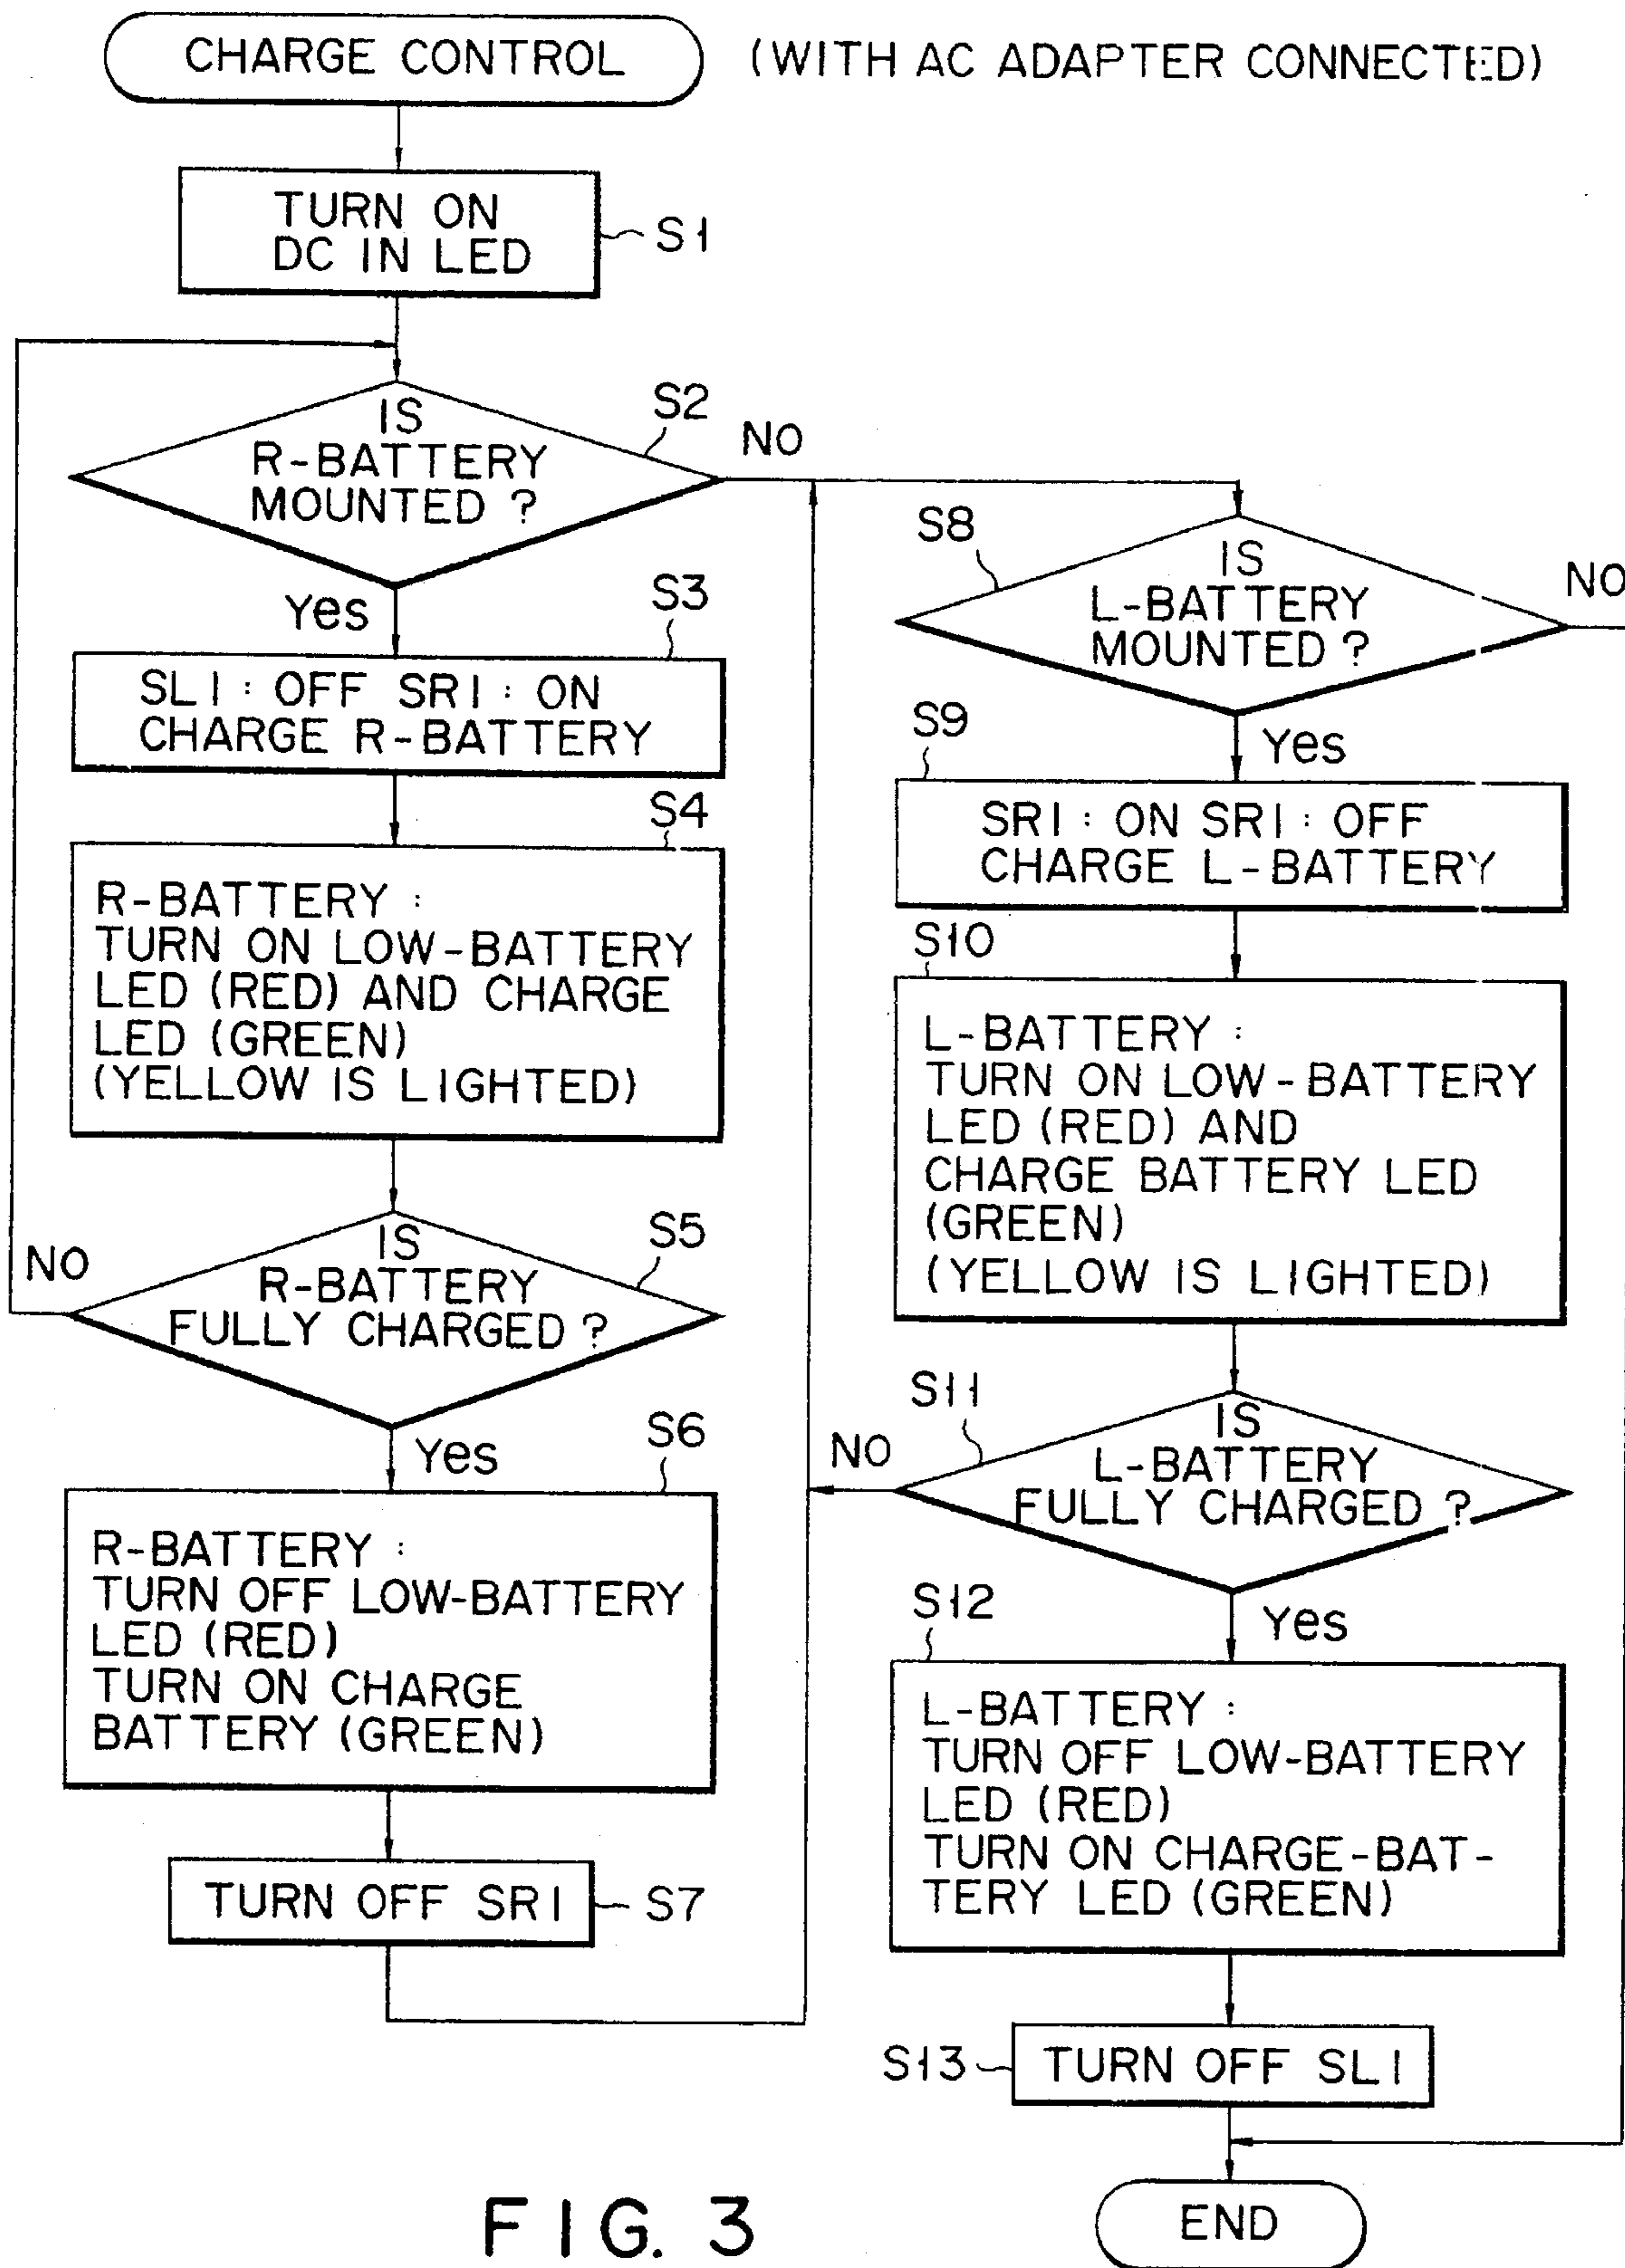 CHARGE CONTROL
(WITH AC ADAPTER CONNECTED)
TURN ON
DC IN LED
S1
IS
R-BATTERY
MOUNTED ?
S2
NO
Yes
S3
SL1 : OFF SR1 : ON
CHARGE R-BATTERY
S4
R-BATTERY :
TURN ON LOW-BATTERY
LED (RED) AND CHARGE
LED (GREEN)
(YELLOW IS LIGHTED)
IS
R-BATTERY
FULLY CHARGED ?
S5
NO
Yes
S6
R-BATTERY :
TURN OFF LOW-BATTERY
LED (RED)
TURN ON CHARGE
BATTERY (GREEN)
TURN OFF SR1
S7
S8
IS
L-BATTERY
MOUNTED ?
NO
Yes
S9
SR1 : ON SR1 : OFF
CHARGE L-BATTERY
S10
L-BATTERY :
TURN ON LOW-BATTERY
LED (RED) AND
CHARGE BATTERY LED
(GREEN)
(YELLOW IS LIGHTED)
S11
IS
L-BATTERY
FULLY CHARGED ?
NO
Yes
S12
L-BATTERY :
TURN OFF LOW-BATTERY
LED (RED)
TURN ON CHARGE-BAT-
TERY LED (GREEN)
S13
TURN OFF SL1
END
FIG. 3